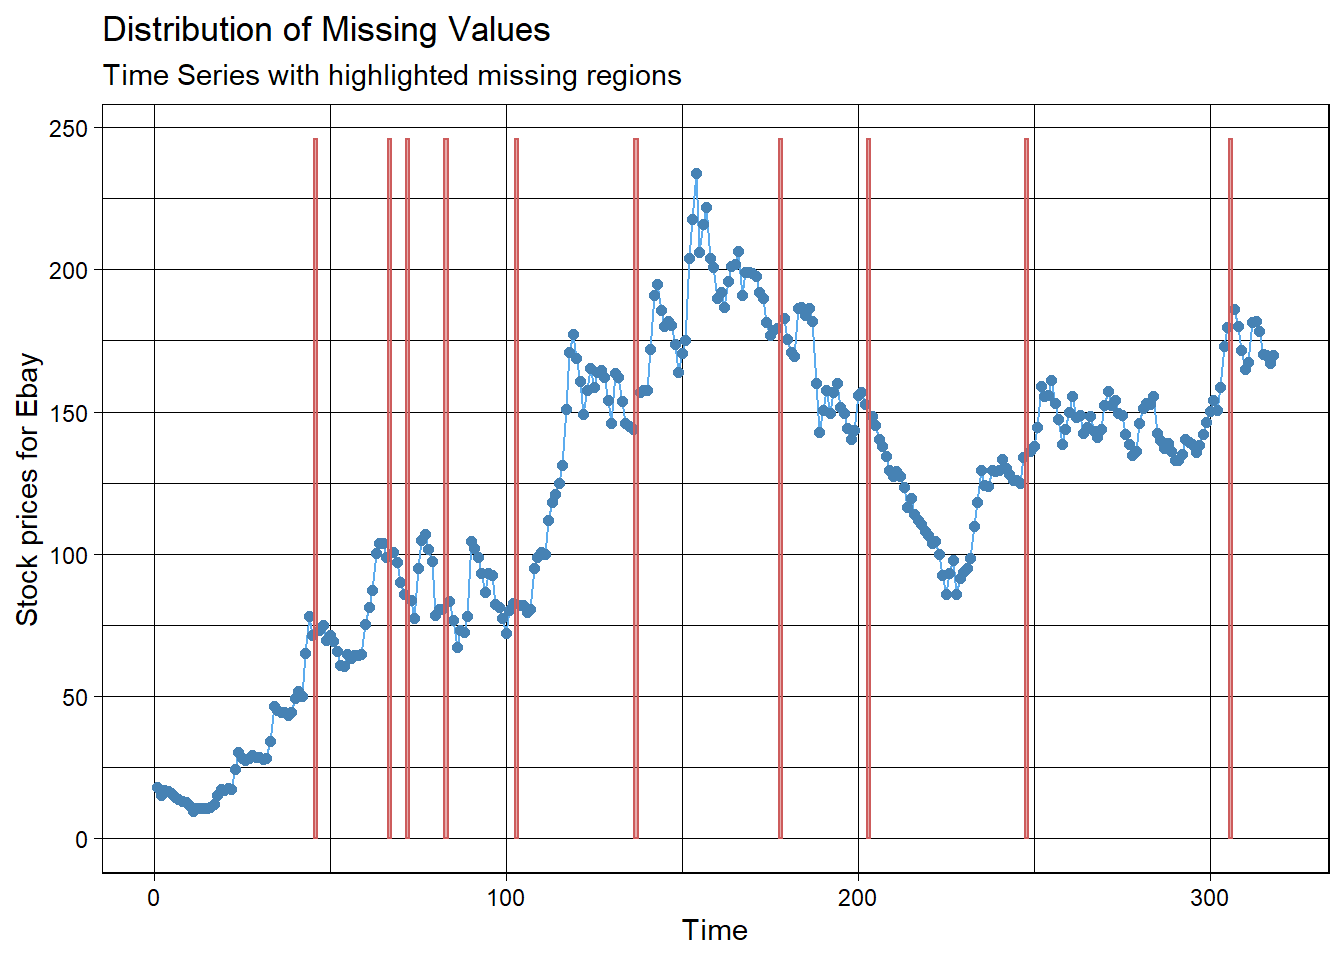 Distribution of Missing Values
Time Series with highlighted missing regions
250
200
150
100
50
0
Stock prices for Ebay
0 100 200 300
Time